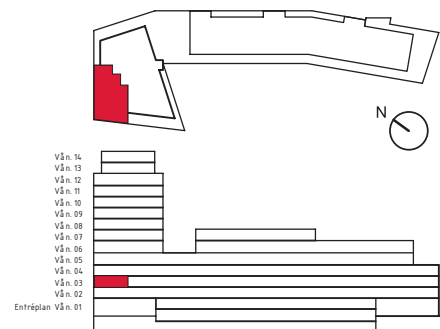 N
Vån. 14
Vån. 13
Vån. 12
Vån. 11
Vån. 10
Vån. 09
Vån. 08
Vån. 07
Vån. 06
Vån. 05
Vån. 04
Vån. 03
Vån. 02
Entréplan Vån. 01